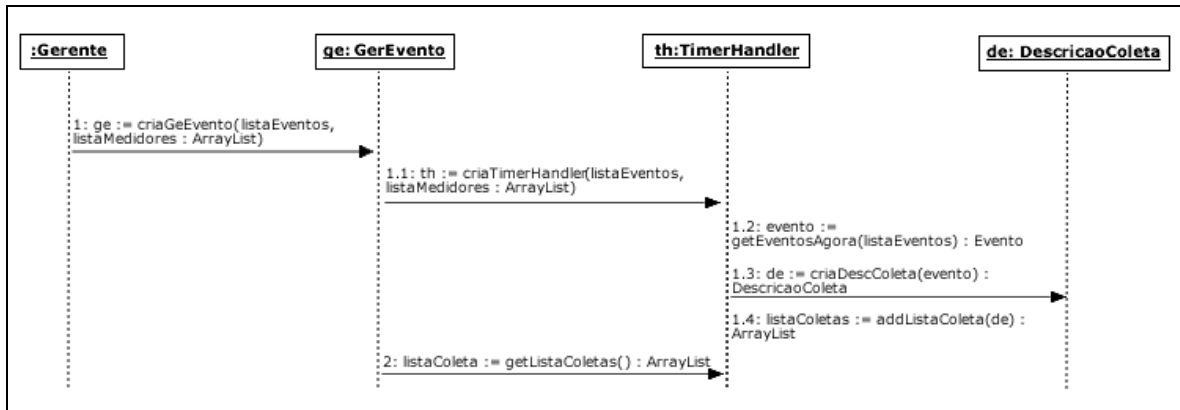 :Gerente
ge: GerEvento
th:TimerHandler
de: DescricaoColeta
1: ge := criaGeEvento(listaEventos,
listaMedidores : ArrayList)
1.1: th := criaTimerHandler(listaEventos,
listaMedidores : ArrayList)
1.2: evento :=
getEventosAgora(listaEventos) : Evento
1.3: de := criaDescColeta(evento) :
DescricaoColeta
1.4: listaColetas := addListaColeta(de) :
ArrayList
2: listaColeta := getListaColetas() : ArrayList